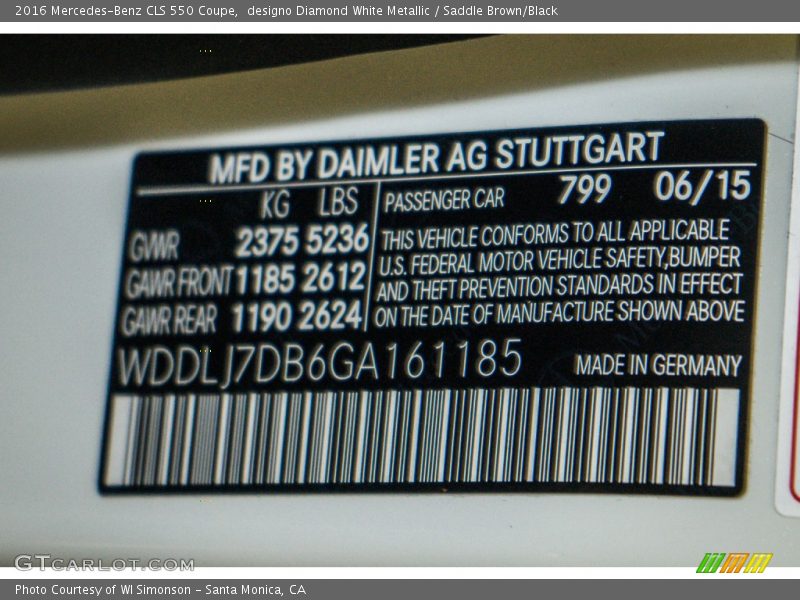 2016 Mercedes-Benz CLS 550 Coupe,  designo Diamond White Metallic / Saddle Brown/Black
MFD BY DAIMLER AG STUTTGART
KG LBS
GVWR 2375 5236
GAWR FRONT 1185 2612
GAWR REAR 1190 2624
PASSENGER CAR 799 06/15
THIS VEHICLE CONFORMS TO ALL APPLICABLE
U.S. FEDERAL MOTOR VEHICLE SAFETY,BUMPER
AND THEFT PREVENTION STANDARDS IN EFFECT
ON THE DATE OF MANUFACTURE SHOWN ABOVE
WDDLJ7DB6GA161185
MADE IN GERMANY
GTCARLOT.COM
Photo Courtesy of WI Simonson - Santa Monica, CA